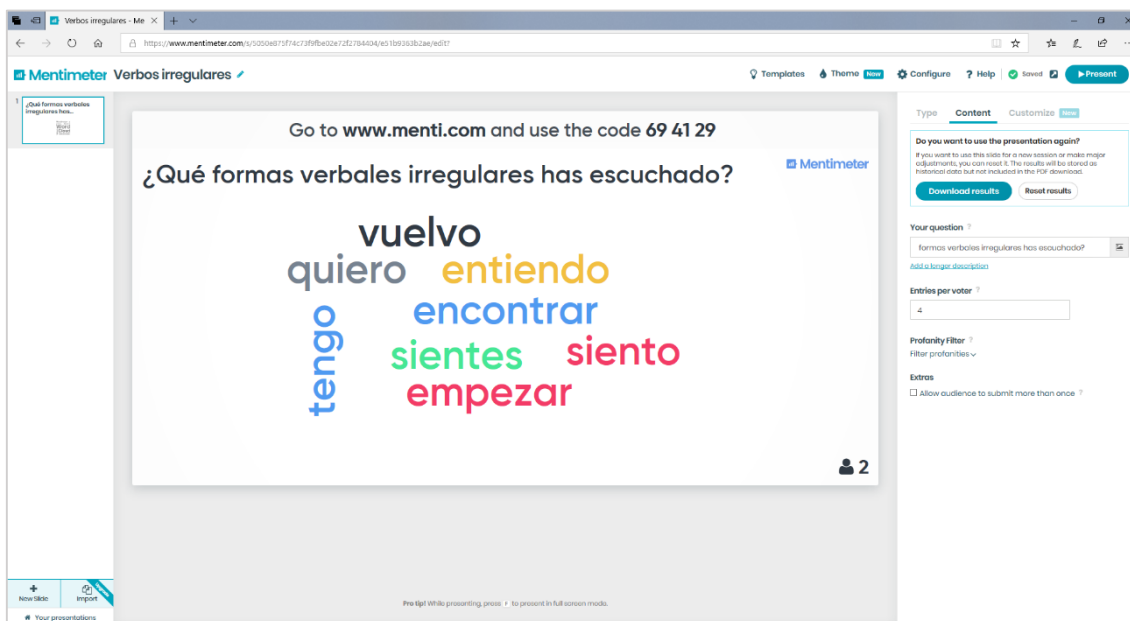 Verbos irregulares - Me
https://www.mentimeter.com/s/5050e875f74c73f9fbe02e72f2784404/e51b9363b2ae/edit?
Mentimeter Verbos irregulares
Templates Theme New Configure ? Help Saved Present
1
¿Qué formas verbales
irregulares has...
Word
Cloud
Go to www.menti.com and use the code 69 41 29
Mentimeter
¿Qué formas verbales irregulares has escuchado?
vuelvo
quiero entiendo
tengo
encontrar
sientes siento
empezar
2
Type Content Customize New
Do you want to use the presentation again?
If you want to use this slide for a new session or make major
adjustments, you can reset it. The results will be stored as
historical data but not included in the PDF download.
Download results Reset results
Your question ?
formas verbales irregulares has escuchado?
Add a longer description
Entries per voter ?
4
Profanity Filter ?
Filter profanities
Extras
Allow audience to submit more than once ?
New Slide Import
Your presentations
Pro tip! While presenting, press F to present in full screen mode.